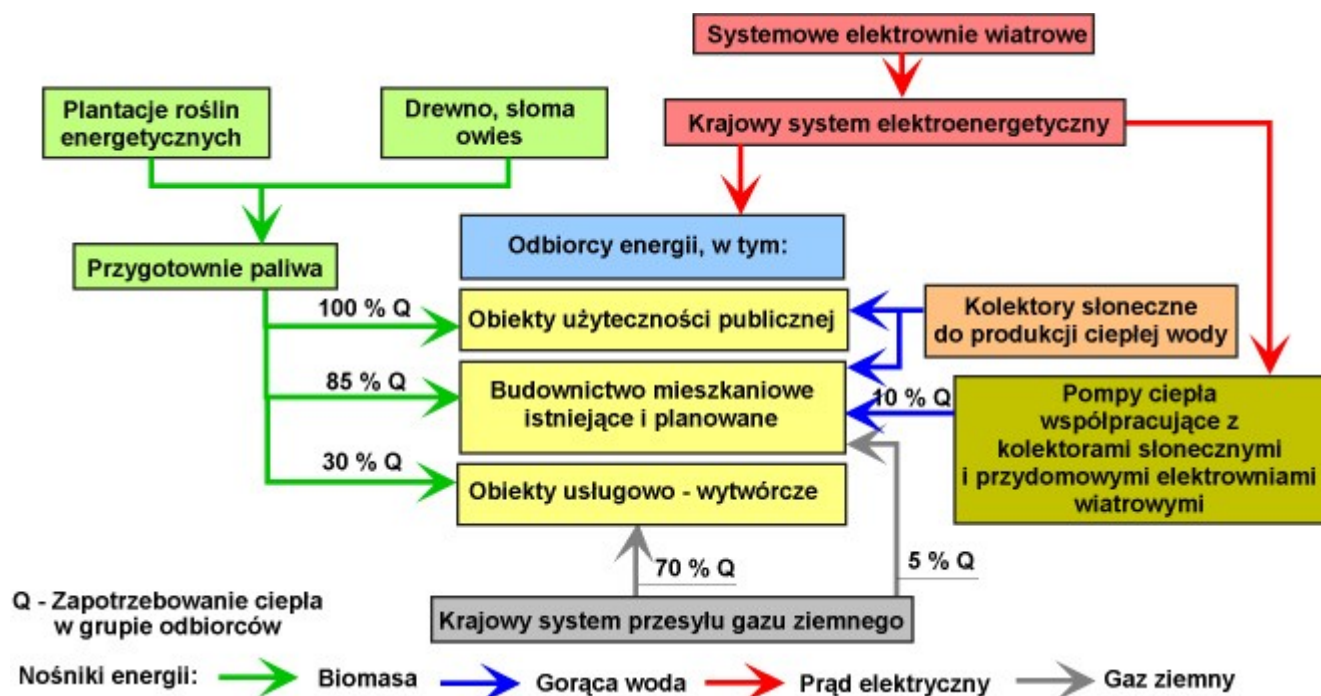 Systemowe elektrownie wiatrowe
Plantacje roślin
energetycznych
Drewno, słoma
owies
Krajowy system elektroenergetyczny
Przygotownie paliwa
Odbiorcy energii, w tym:
100 % Q
Obiekty użyteczności publicznej
Kolektory słoneczne
do produkcji ciepłej wody
85 % Q
Budownictwo mieszkaniowe
istniejące i planowane
10 % Q
Pompy ciepła
współpracujące z
kolektorami słonecznymi
i przydomowymi elektrowniami
wiatrowymi
30 % Q
Obiekty usługowo - wytwórcze
70 % Q
5 % Q
Q - Zapotrzebowanie ciepła
w grupie odbiorców
Krajowy system przesyłu gazu ziemnego
Nośniki energii: Biomasa Gorąca woda Prąd elektryczny Gaz ziemny